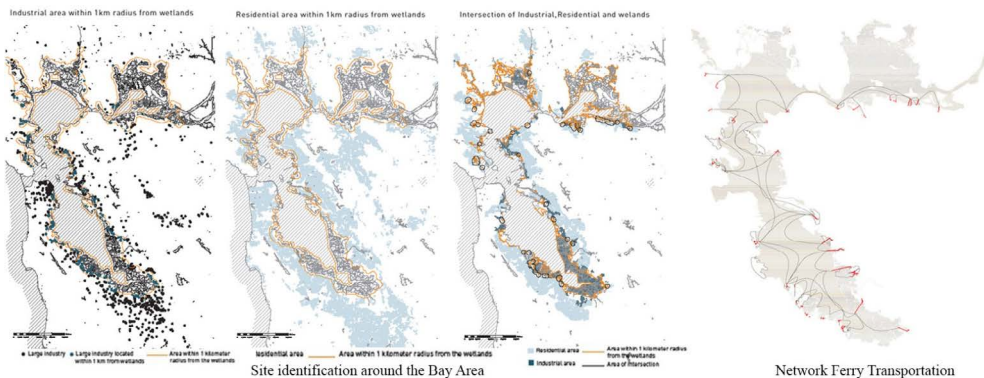 Industrial area within 1km radius from wetlands
Residential area within 1km radius from wetlands
Intersection of Industrial, Residential and welands
Large Industry
Large Industry located
within 1 km from wetlands
Area within 1 kilometer
radius from the wetlands
Residential area
Area within 1 kilometer radius from the wetlands
Residential area
Industrial area
Area within 1 kilometer radius
from the wetlands
Area of Intersection
Site identification around the Bay Area
Network Ferry Transportation